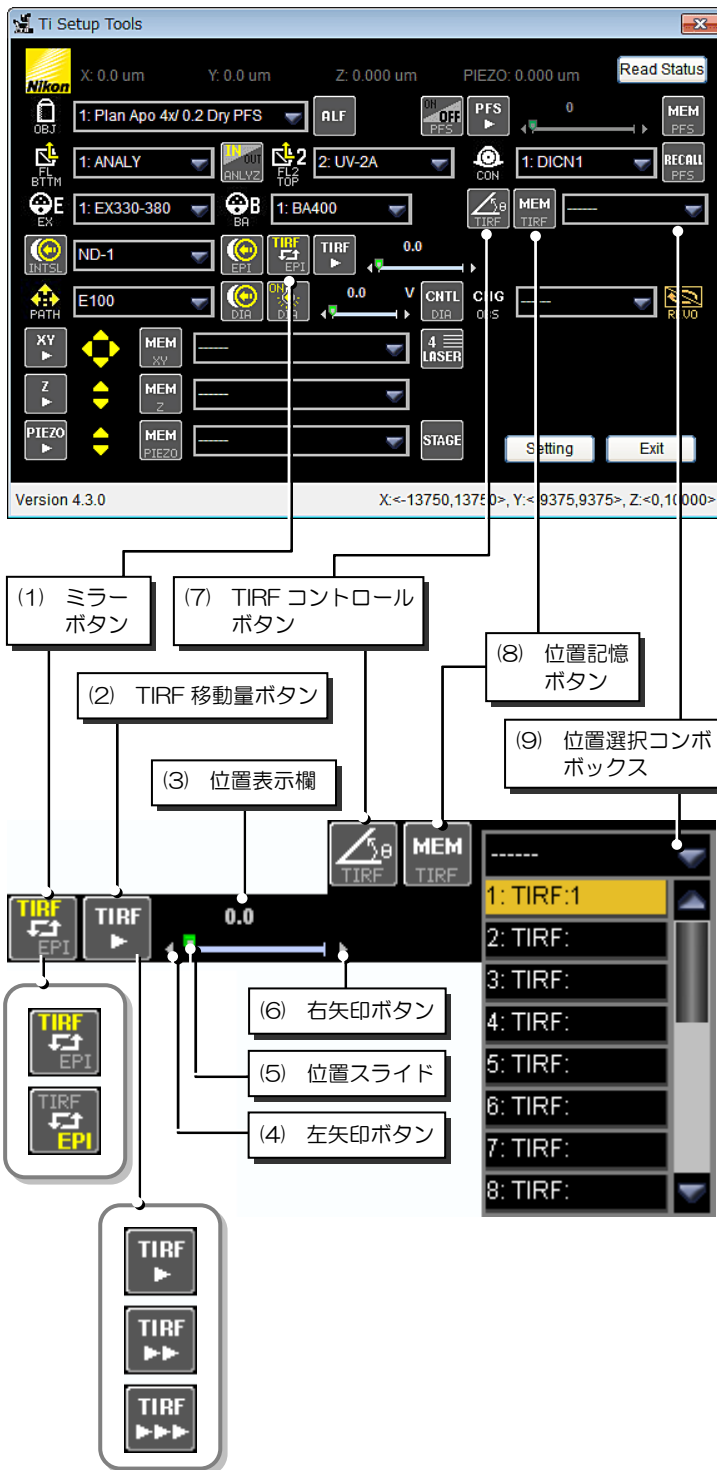 Ti Setup Tools
Nikon X: 0.0 um Y: 0.0 um Z: 0.000 um PIEZO: 0.000 um Read Status
OBJ 1: Plan Apo 4x/ 0.2 Dry PFS ALF ON OFF PFS PFS 0 MEM PFS
FL BTTM 1: ANALY IN OUT ANLYZ 2 FL2 TOP 2: UV-2A CON 1: DICN1 RECALL PFS
E EX 1: EX330-380 B BA 1: BA400 θ TIRF MEM TIRF ------
INTSL ND-1 EPI TIRF EPI TIRF 0.0
PATH E100 DIA ON DIA 0.0 V CNTL DIA CHG OBS ------ REVO
XY MEM XY ------ 4 LASER
Z MEM Z ------
PIEZO MEM PIEZO ------ STAGE Setting Exit
Version 4.3.0 X:<-13750,13750>, Y:<-9375,9375>, Z:<0,10000>
(1) ミラー
ボタン
(7) TIRF コントロール
ボタン
(8) 位置記憶
ボタン
(2) TIRF 移動量ボタン
(9) 位置選択コンボ
ボックス
(3) 位置表示欄
θ TIRF MEM TIRF ------
TIRF EPI TIRF 0.0
1: TIRF:1
2: TIRF:
3: TIRF:
4: TIRF:
5: TIRF:
6: TIRF:
7: TIRF:
8: TIRF:
(6) 右矢印ボタン
(5) 位置スライド
(4) 左矢印ボタン
TIRF
EPI
TIRF
EPI
TIRF
TIRF
TIRF